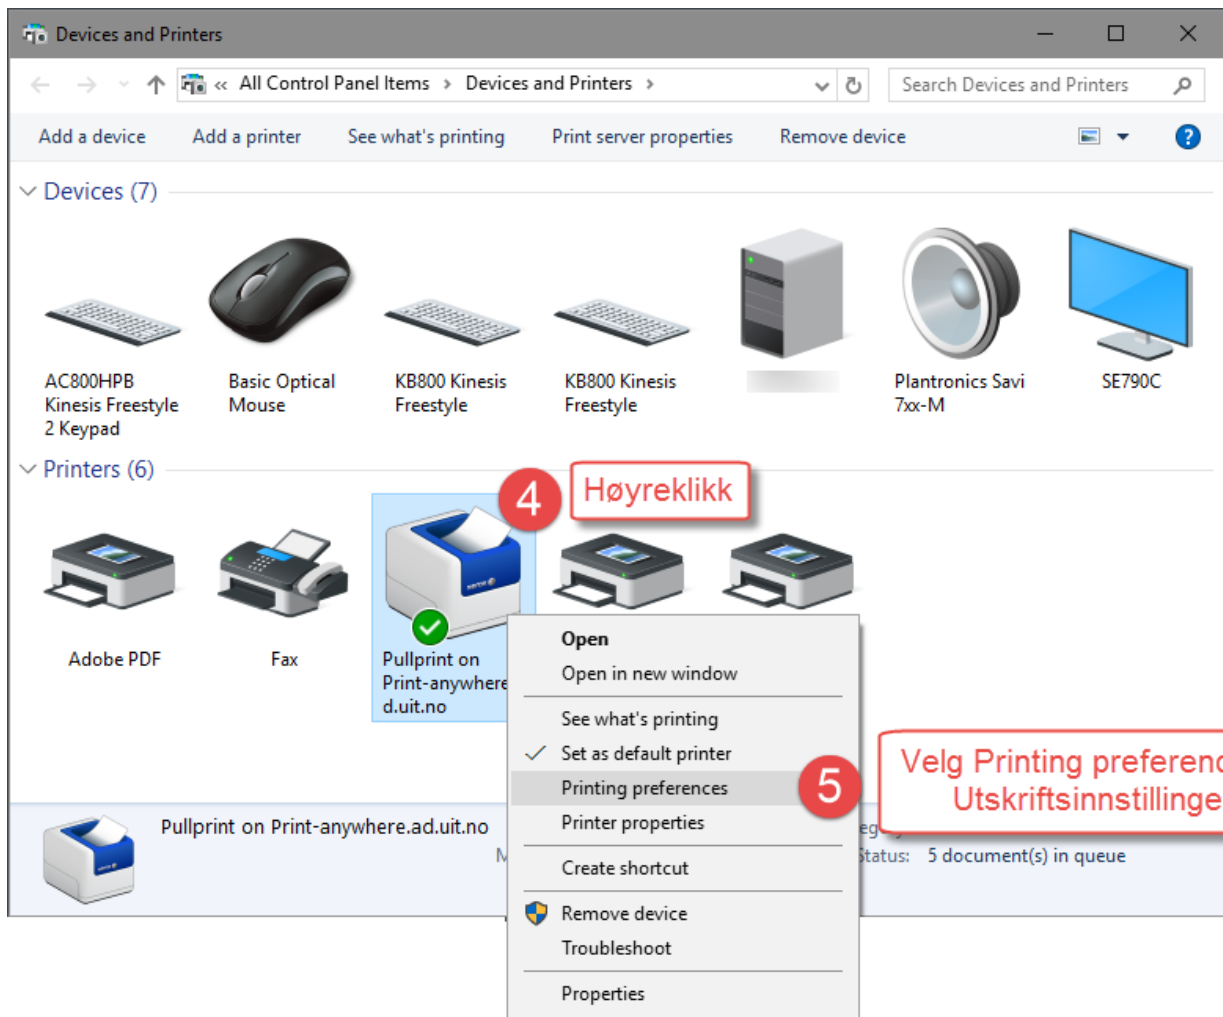 Devices and Printers
« All Control Panel Items > Devices and Printers >
Search Devices and Printers
Add a device
Add a printer
See what's printing
Print server properties
Remove device
Devices (7)
AC800HPB
Kinesis Freestyle
2 Keypad
Basic Optical
Mouse
KB800 Kinesis
Freestyle
KB800 Kinesis
Freestyle
Plantronics Savi
7xx-M
SE790C
Printers (6)
4
Høyreklikk
xerox
Adobe PDF
Fax
Pullprint on
Print-anywhere
d.uit.no
Open
Open in new window
See what's printing
Set as default printer
Printing preferences
Printer properties
Create shortcut
Remove device
Troubleshoot
Properties
5
Velg Printing preferenc
Utskriftsinnstillinge
Pullprint on Print-anywhere.ad.uit.no
Status: 5 document(s) in queue